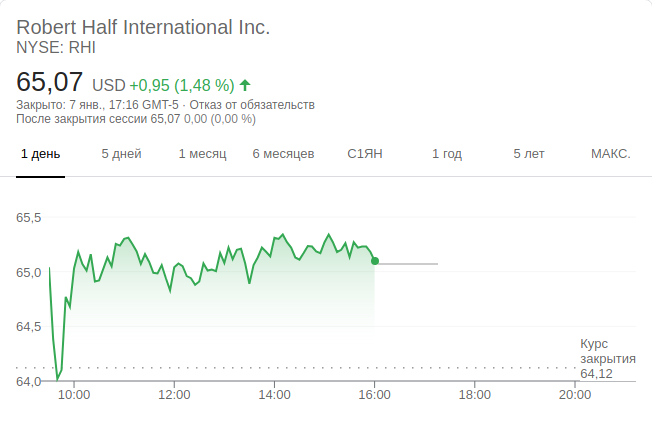 Robert Half International Inc.
NYSE: RHI
65,07 USD +0,95 (1,48 %)
Закрыто: 7 янв., 17:16 GMT-5 · Отказ от обязательств
После закрытия сессии 65,07 0,00 (0,00 %)
1 день 5 дней 1 месяц 6 месяцев С1ЯН 1 год 5 лет МАКС.
65,5
65,0
64,5
Курс
закрытия
64,12
64,0
10:00 12:00 14:00 16:00 18:00 20:00